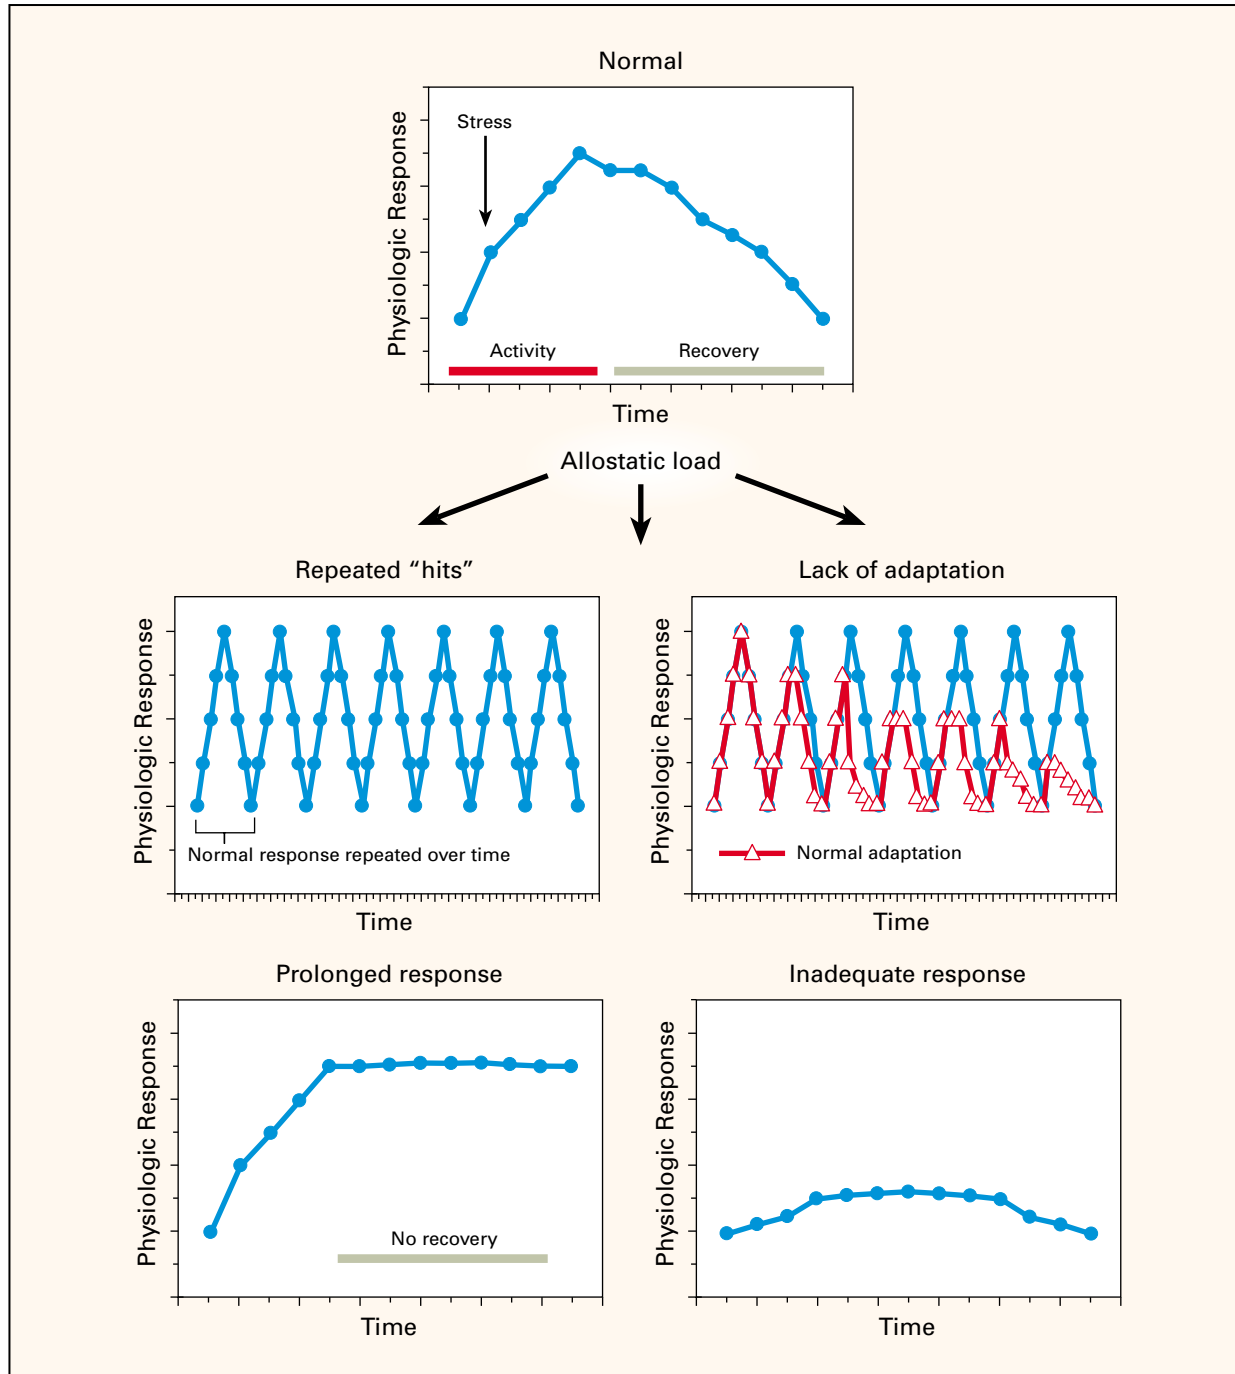 Normal
Stress
Physiologic Response
Activity
Recovery
Time
Allostatic load
Repeated “hits”
Physiologic Response
Normal response repeated over time
Time
Lack of adaptation
Physiologic Response
Normal adaptation
Time
Prolonged response
Physiologic Response
No recovery
Time
Inadequate response
Physiologic Response
Time